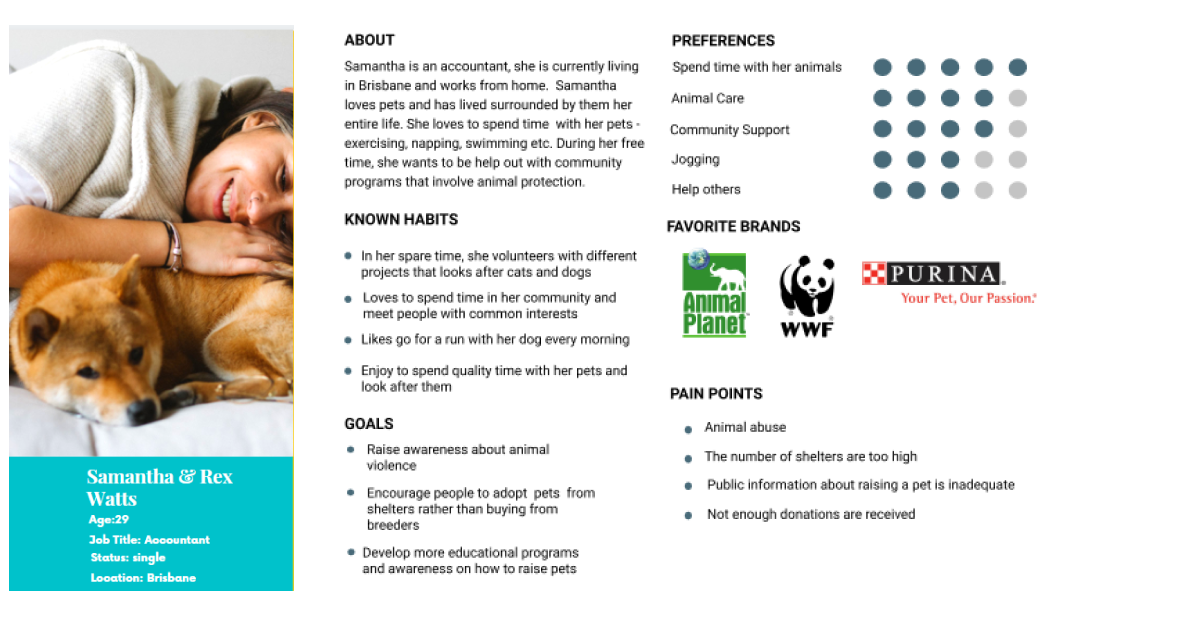 Samantha & Rex
Watts
Age:29
Job Title: Accountant
Status: single
Location: Brisbane
ABOUT
Samantha is an accountant, she is currently living
in Brisbane and works from home. Samantha
loves pets and has lived surrounded by them her
entire life. She loves to spend time with her pets -
exercising, napping, swimming etc. During her free
time, she wants to be help out with community
programs that involve animal protection.
KNOWN HABITS
In her spare time, she volunteers with different
projects that looks after cats and dogs
Loves to spend time in her community and
meet people with common interests
Likes go for a run with her dog every morning
Enjoy to spend quality time with her pets and
look after them
GOALS
Raise awareness about animal
violence
Encourage people to adopt pets from
shelters rather than buying from
breeders
Develop more educational programs
and awareness on how to raise pets
PREFERENCES
Spend time with her animals
Animal Care
Community Support
Jogging
Help others
FAVORITE BRANDS
Animal
Planet
WWF
PURINA
Your Pet, Our Passion.
PAIN POINTS
Animal abuse
The number of shelters are too high
Public information about raising a pet is inadequate
Not enough donations are received